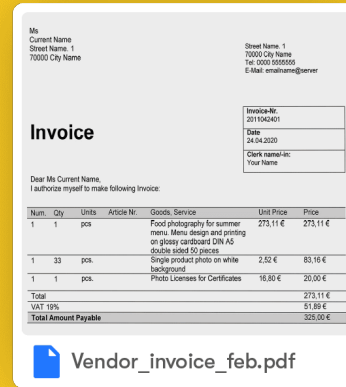 Ms
Current Name
Street Name. 1
70000 City Name
Street Name. 1
70000 City Name
Tel: 0000 5555555
E-Mail: emailname@server
Invoice-Nr.
2011042401
Date
24.04.2020
Clerk name/-in:
Your Name
Invoice
Dear Ms Current Name,
I authorize myself to make following Invoice:
Num. Qty Units Article Nr. Goods, Service Unit Price Price
1 1 pcs Food photography for summer 273,11 € 273,11 €
menu. Menu design and printing
on glossy cardboard DIN A5
double sided 50 pieces
1 33 pcs. Single product photo on white 2,52 € 83,16 €
background
1 1 pcs. Photo Licenses for Certificates 16,80 € 20,00 €
Total 273,11 €
VAT 19% 51,89 €
Total Amount Payable 325,00 €
Vendor_invoice_feb.pdf